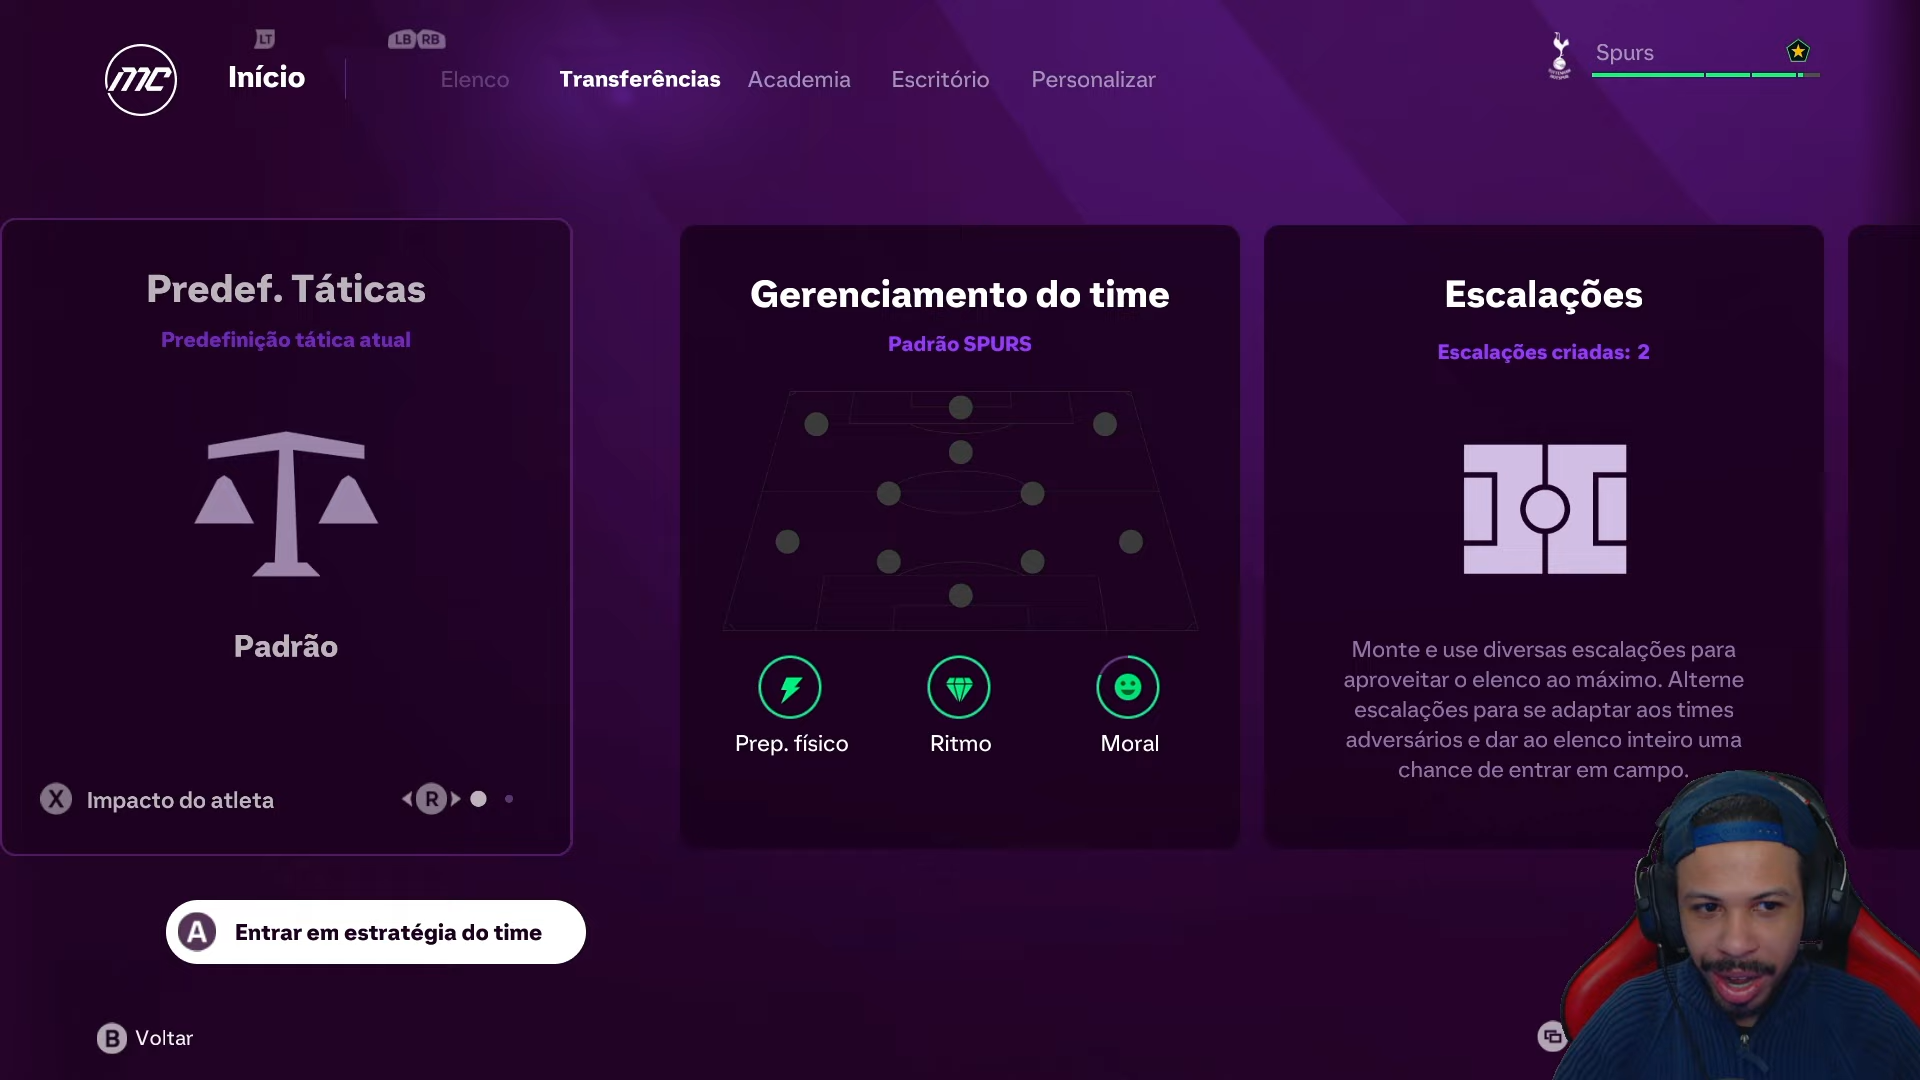 LT
LB RB
MC
Início
Elenco
Transferências
Academia
Escritório
Personalizar
Spurs
Predef. Táticas
Predefinição tática atual
Padrão
X Impacto do atleta
R
Gerenciamento do time
Padrão SPURS
Prep. físico
Ritmo
Moral
Escalações
Escalações criadas: 2
Monte e use diversas escalações para
aproveitar o elenco ao máximo. Alterne
escalações para se adaptar aos times
adversários e dar ao elenco inteiro uma
chance de entrar em campo.
A Entrar em estratégia do time
B Voltar